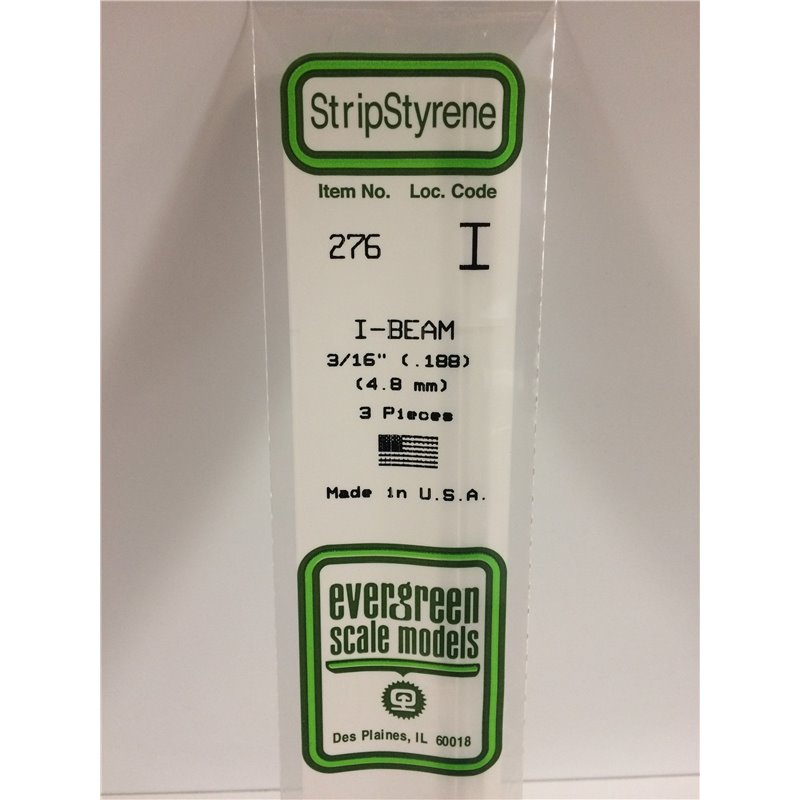 StripStyrene
Item No. Loc. Code
276 I
I-BEAM
3/16" (.188)
(4.8 mm)
3 Pieces
Made in U.S.A.
evergreen
scale models
Des Plaines, IL 60018